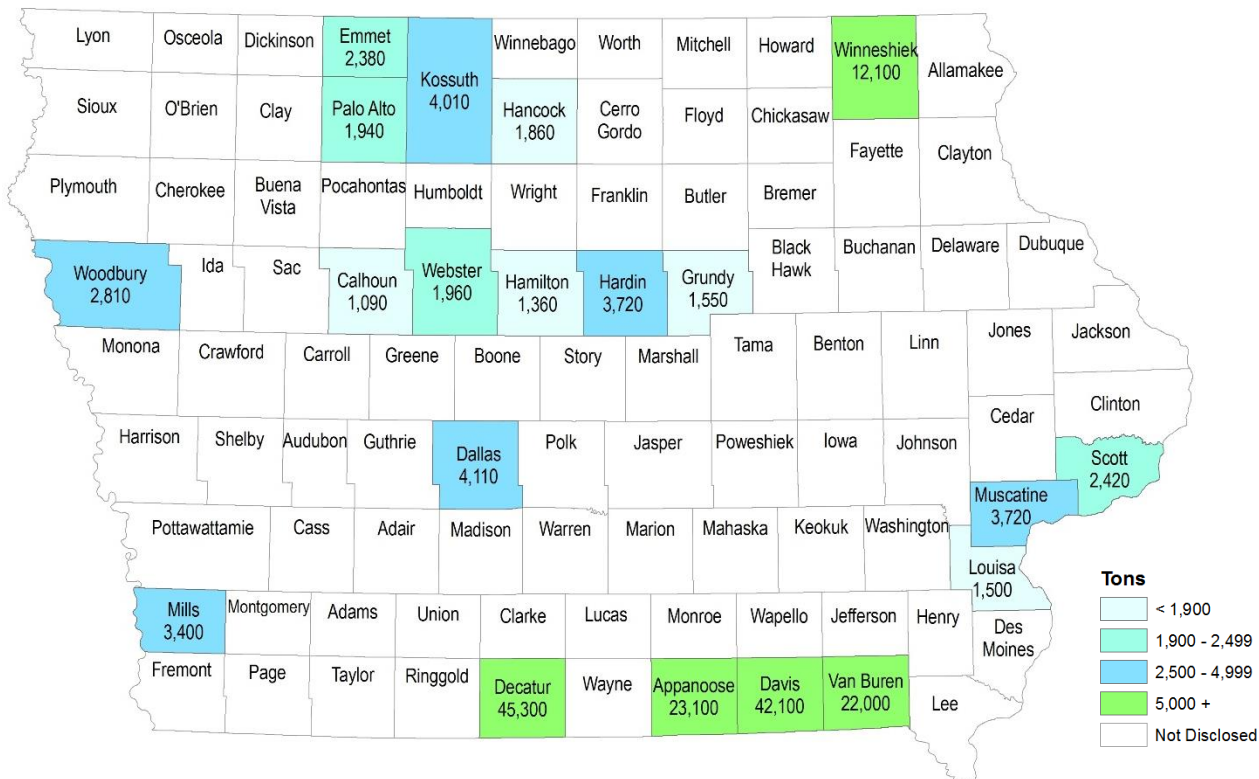 Lyon
Osceola
Dickinson
Emmet
2,380
Kossuth
4,010
Winnebago
Worth
Mitchell
Howard
Winneshiek
12,100
Allamakee
Sioux
O'Brien
Clay
Palo Alto
1,940
Hancock
1,860
Cerro
Gordo
Floyd
Chickasaw
Fayette
Clayton
Plymouth
Cherokee
Buena
Vista
Pocahontas
Humboldt
Wright
Franklin
Butler
Bremer
Woodbury
2,810
Ida
Sac
Calhoun
1,090
Webster
1,960
Hamilton
1,360
Hardin
3,720
Grundy
1,550
Black
Hawk
Buchanan
Delaware
Dubuque
Monona
Crawford
Carroll
Greene
Boone
Story
Marshall
Tama
Benton
Linn
Jones
Jackson
Clinton
Cedar
Harrison
Shelby
Audubon
Guthrie
Dallas
4,110
Polk
Jasper
Poweshiek
Iowa
Johnson
Scott
2,420
Muscatine
3,720
Pottawattamie
Cass
Adair
Madison
Warren
Marion
Mahaska
Keokuk
Washington
Louisa
1,500
Mills
3,400
Montgomery
Adams
Union
Clarke
Lucas
Monroe
Wapello
Jefferson
Henry
Des
Moines
Fremont
Page
Taylor
Ringgold
Decatur
45,300
Wayne
Appanoose
23,100
Davis
42,100
Van Buren
22,000
Lee
Tons
< 1,900
1,900 - 2,499
2,500 - 4,999
5,000 +
Not Disclosed